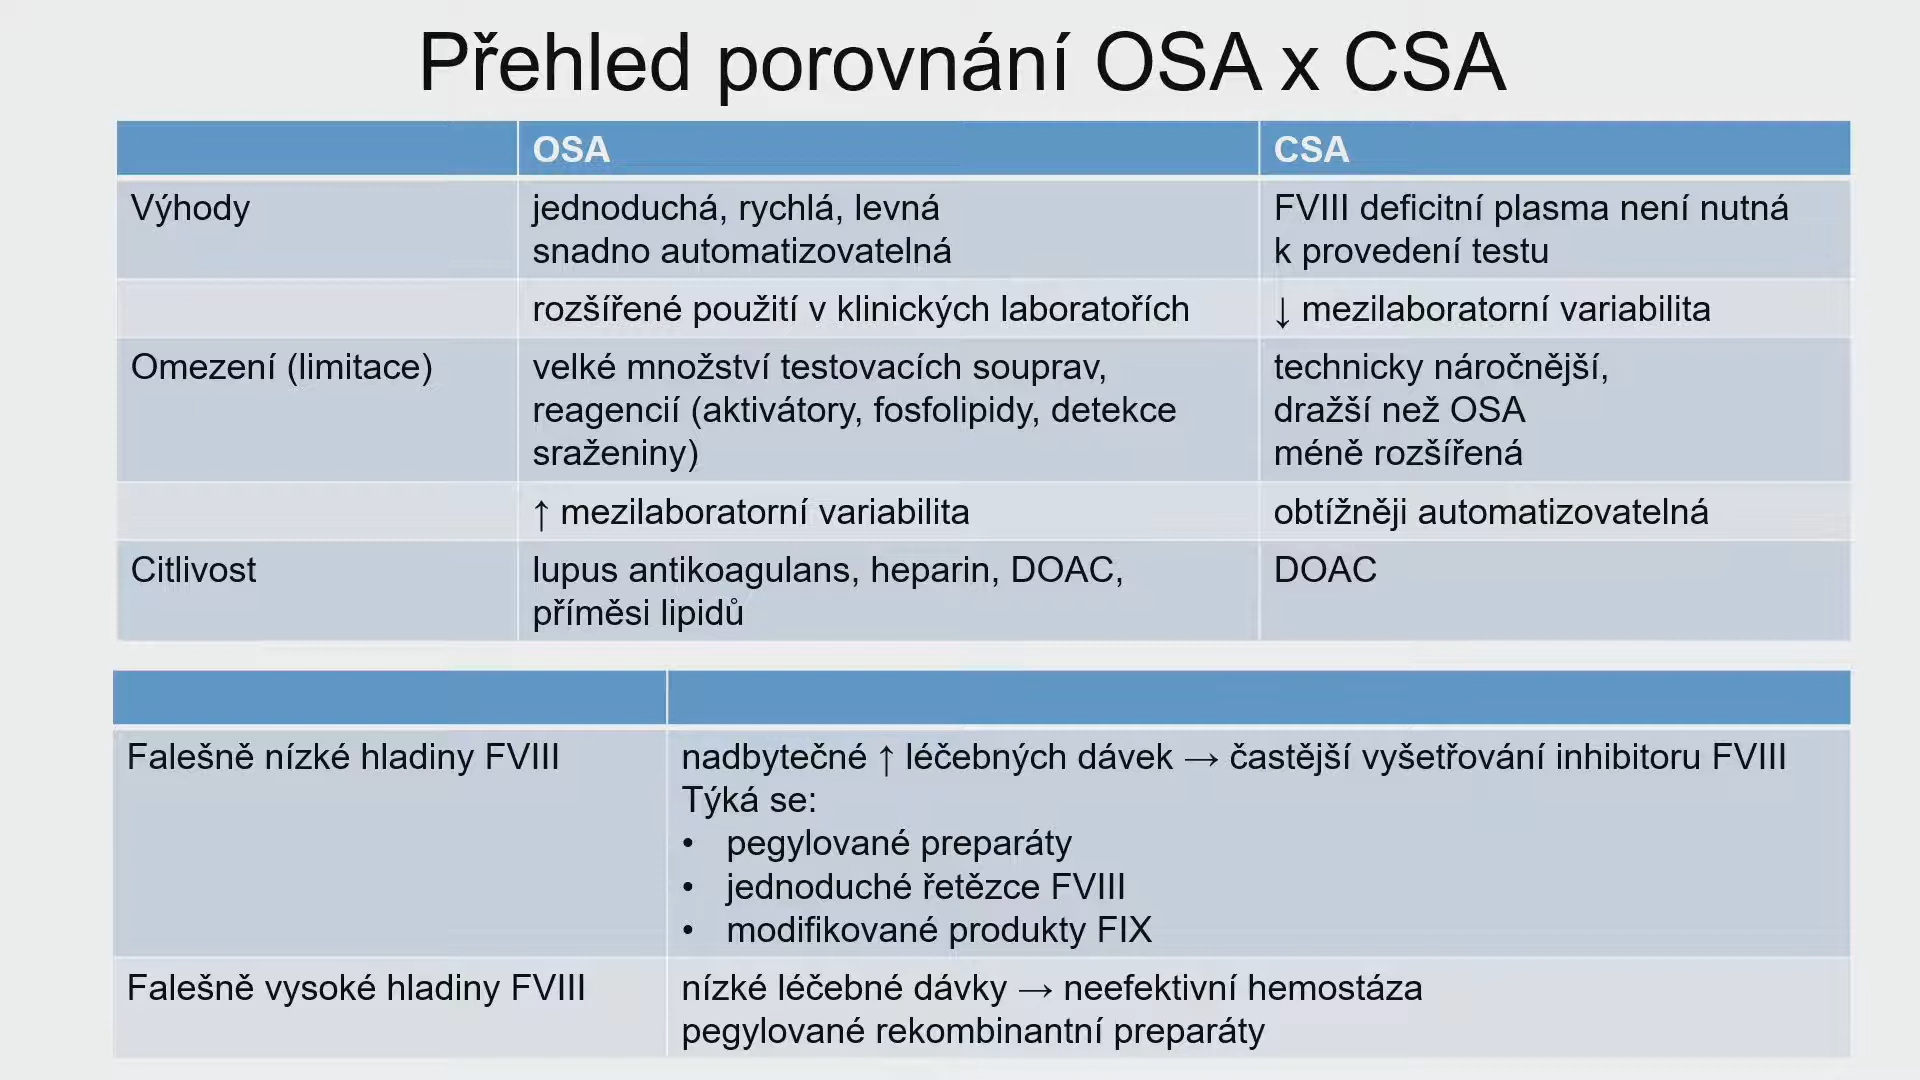 Přehled porovnání OSA x CSA
OSA
CSA
Výhody
jednoduchá, rychlá, levná
snadno automatizovatelná
FVIII deficitní plasma není nutná
k provedení testu
rozšířené použití v klinických laboratořích
↓ mezilaboratorní variabilita
Omezení (limitace)
velké množství testovacích souprav,
reagencií (aktivátory, fosfolipidy, detekce
sraženiny)
technicky náročnější,
dražší než OSA
méně rozšířená
↑ mezilaboratorní variabilita
obtížněji automatizovatelná
Citlivost
lupus antikoagulans, heparin, DOAC,
příměsi lipidů
DOAC
Falešně nízké hladiny FVIII
nadbytečné ↑ léčebných dávek → častější vyšetřování inhibitoru FVIII
Týká se:
• pegylované preparáty
• jednoduché řetězce FVIII
• modifikované produkty FIX
Falešně vysoké hladiny FVIII
nízké léčebné dávky → neefektivní hemostáza
pegylované rekombinantní preparáty